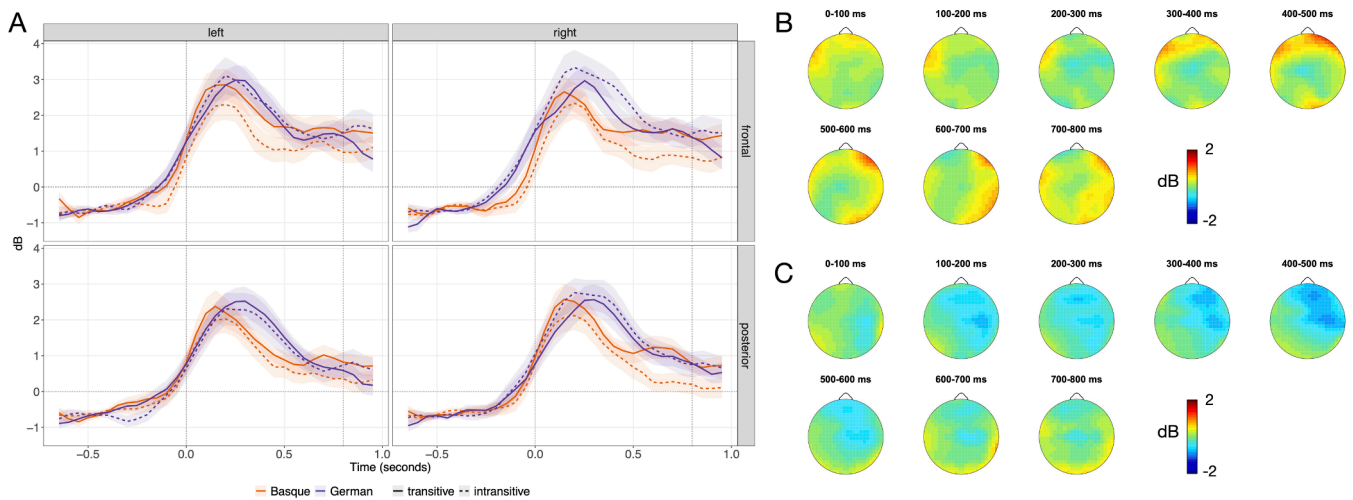 A
left
right
4
3
2
1
0
−1
frontal
dB
4
3
2
1
0
−1
posterior
−0.5
0.0
0.5
1.0
−0.5
0.0
0.5
1.0
Time (seconds)
Basque
German
transitive
intransitive
B
0-100 ms
100-200 ms
200-300 ms
300-400 ms
400-500 ms
500-600 ms
600-700 ms
700-800 ms
2
dB
-2
C
0-100 ms
100-200 ms
200-300 ms
300-400 ms
400-500 ms
500-600 ms
600-700 ms
700-800 ms
2
dB
-2